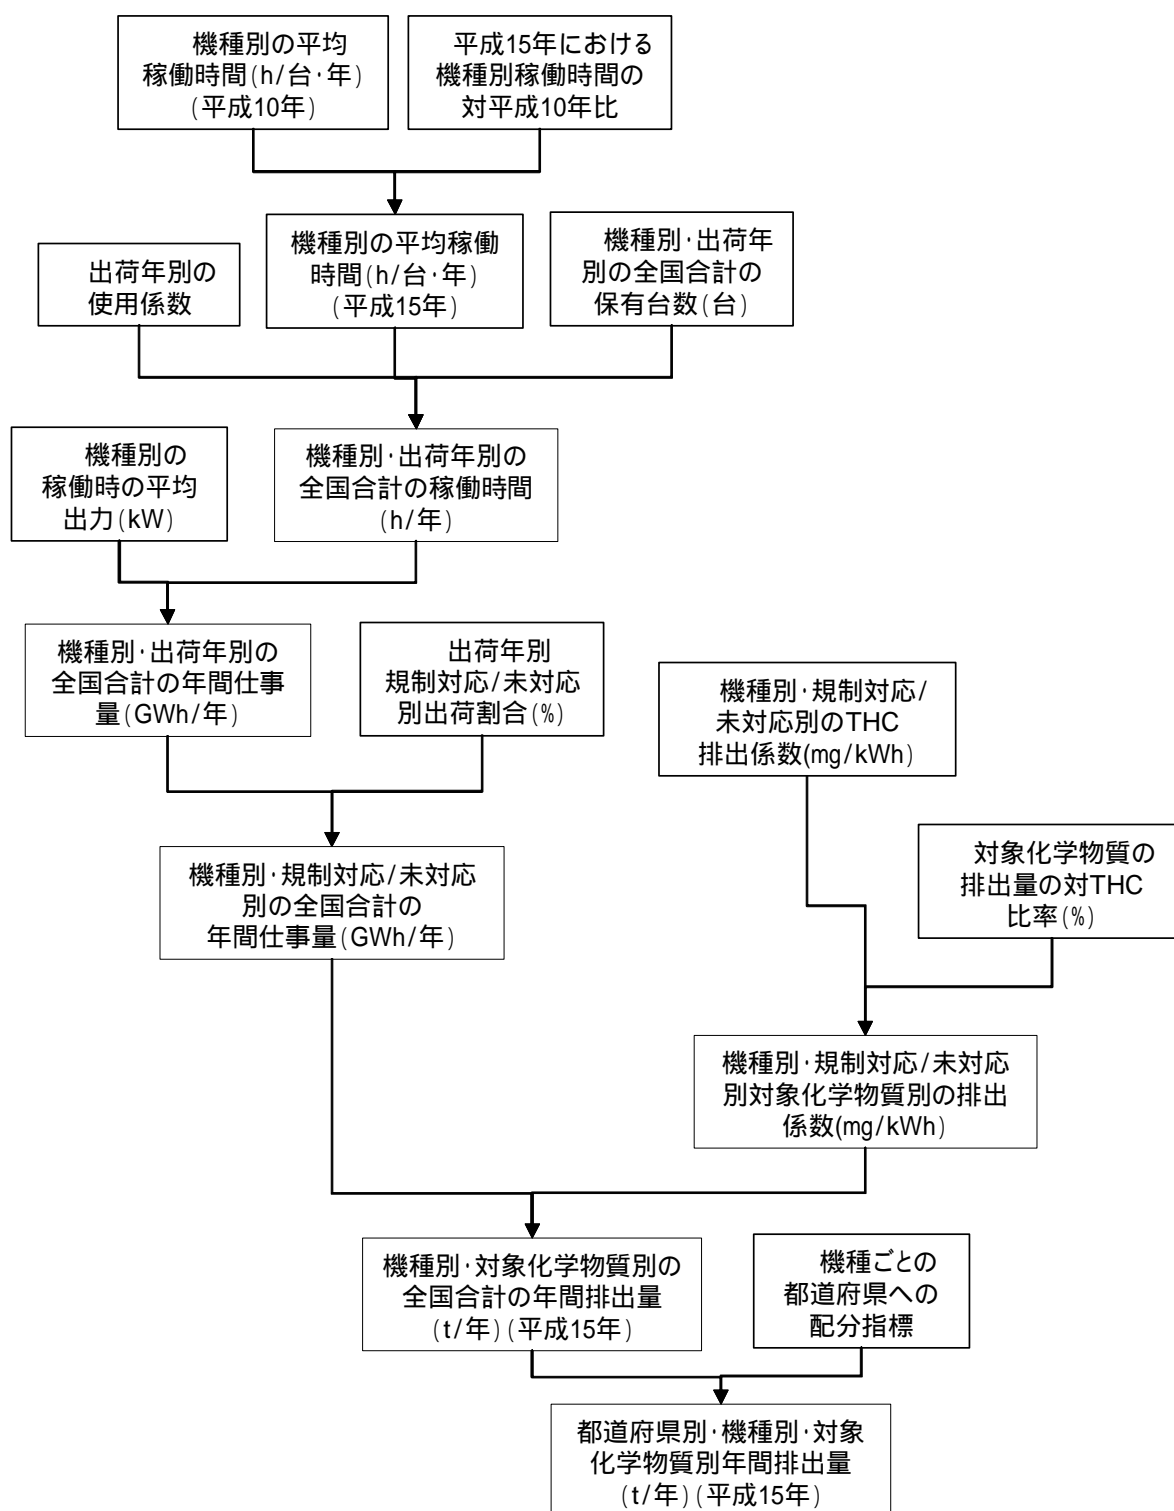 機種別の平均
稼働時間(h/台・年)
(平成10年)
平成15年における
機種別稼働時間の
対平成10年比
出荷年別の
使用係数
機種別の平均稼働
時間(h/台・年)
(平成15年)
機種別・出荷年
別の全国合計の
保有台数(台)
機種別の
稼働時の平均
出力(kW)
機種別・出荷年別の
全国合計の稼働時間
(h/年)
機種別・出荷年別の
全国合計の年間仕事
量(GWh/年)
出荷年別
規制対応/未対応
別出荷割合(%)
機種別・規制対応/
未対応別のTHC
排出係数(mg/kWh)
機種別・規制対応/未対応
別の全国合計の
年間仕事量(GWh/年)
対象化学物質の
排出量の対THC
比率(%)
機種別・規制対応/未対応
別対象化学物質別の排出
係数(mg/kWh)
機種別・対象化学物質別の
全国合計の年間排出量
(t/年)(平成15年)
機種ごとの
都道府県への
配分指標
都道府県別・機種別・対象
化学物質別年間排出量
(t/年)(平成15年)